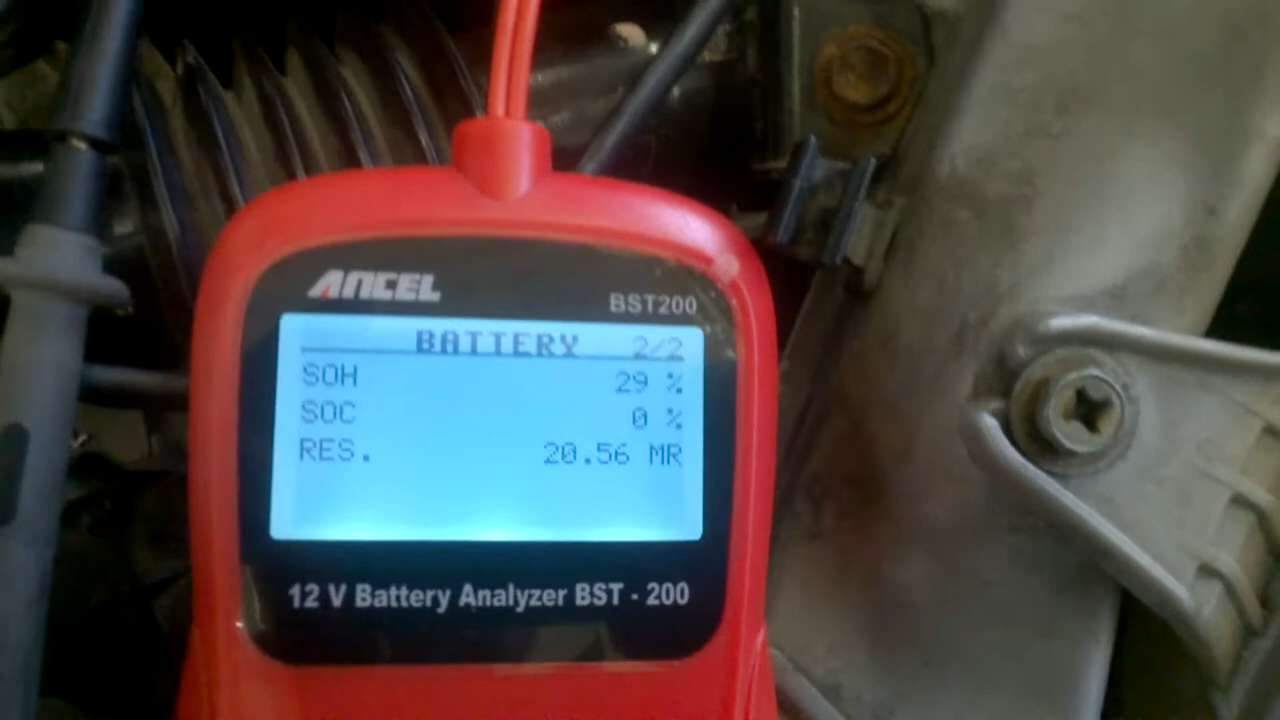 ANCEL
BST200
BATTERY 2/2
SOH 29 %
SOC 0 %
RES. 20.56 MR
12 V Battery Analyzer BST - 200